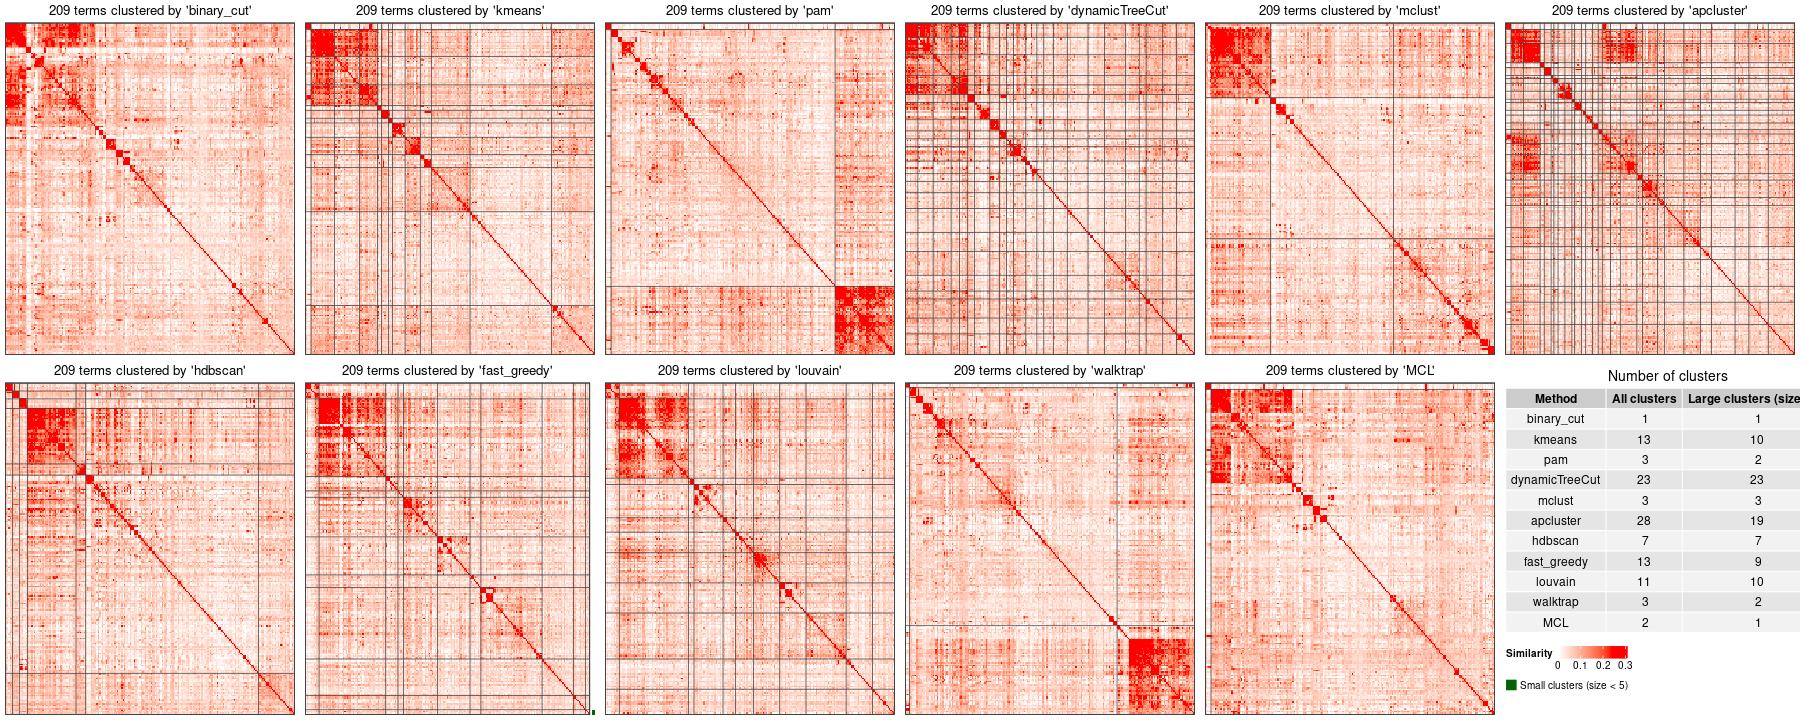 209 terms clustered by 'binary_cut'
209 terms clustered by 'kmeans'
209 terms clustered by 'pam'
209 terms clustered by 'dynamicTreeCut'
209 terms clustered by 'mclust'
209 terms clustered by 'apcluster'
209 terms clustered by 'hdbscan'
209 terms clustered by 'fast_greedy'
209 terms clustered by 'louvain'
209 terms clustered by 'walktrap'
209 terms clustered by 'MCL'
Number of clusters
Method All clusters Large clusters (size
binary_cut 1 1
kmeans 13 10
pam 3 2
dynamicTreeCut 23 23
mclust 3 3
apcluster 28 19
hdbscan 7 7
fast_greedy 13 9
louvain 11 10
walktrap 3 2
MCL 2 1
Similarity
0 0.1 0.2 0.3
Small clusters (size < 5)